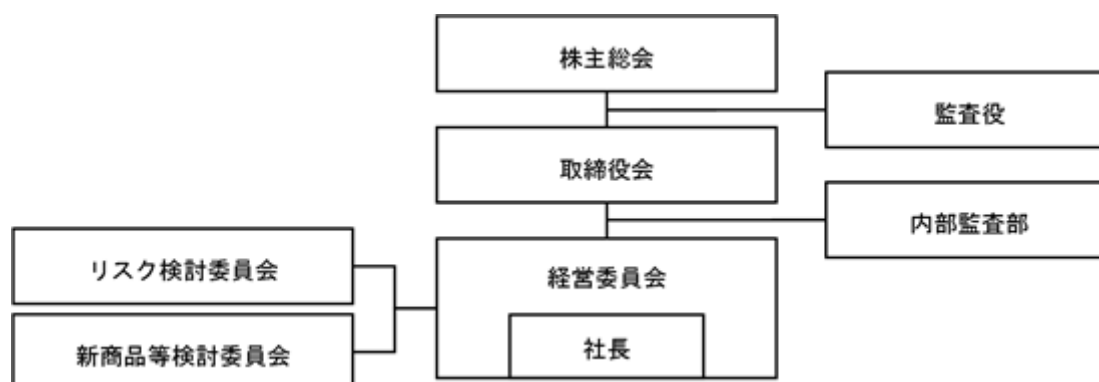 株主総会
監査役
取締役会
内部監査部
リスク検討委員会
経営委員会
新商品等検討委員会
社長